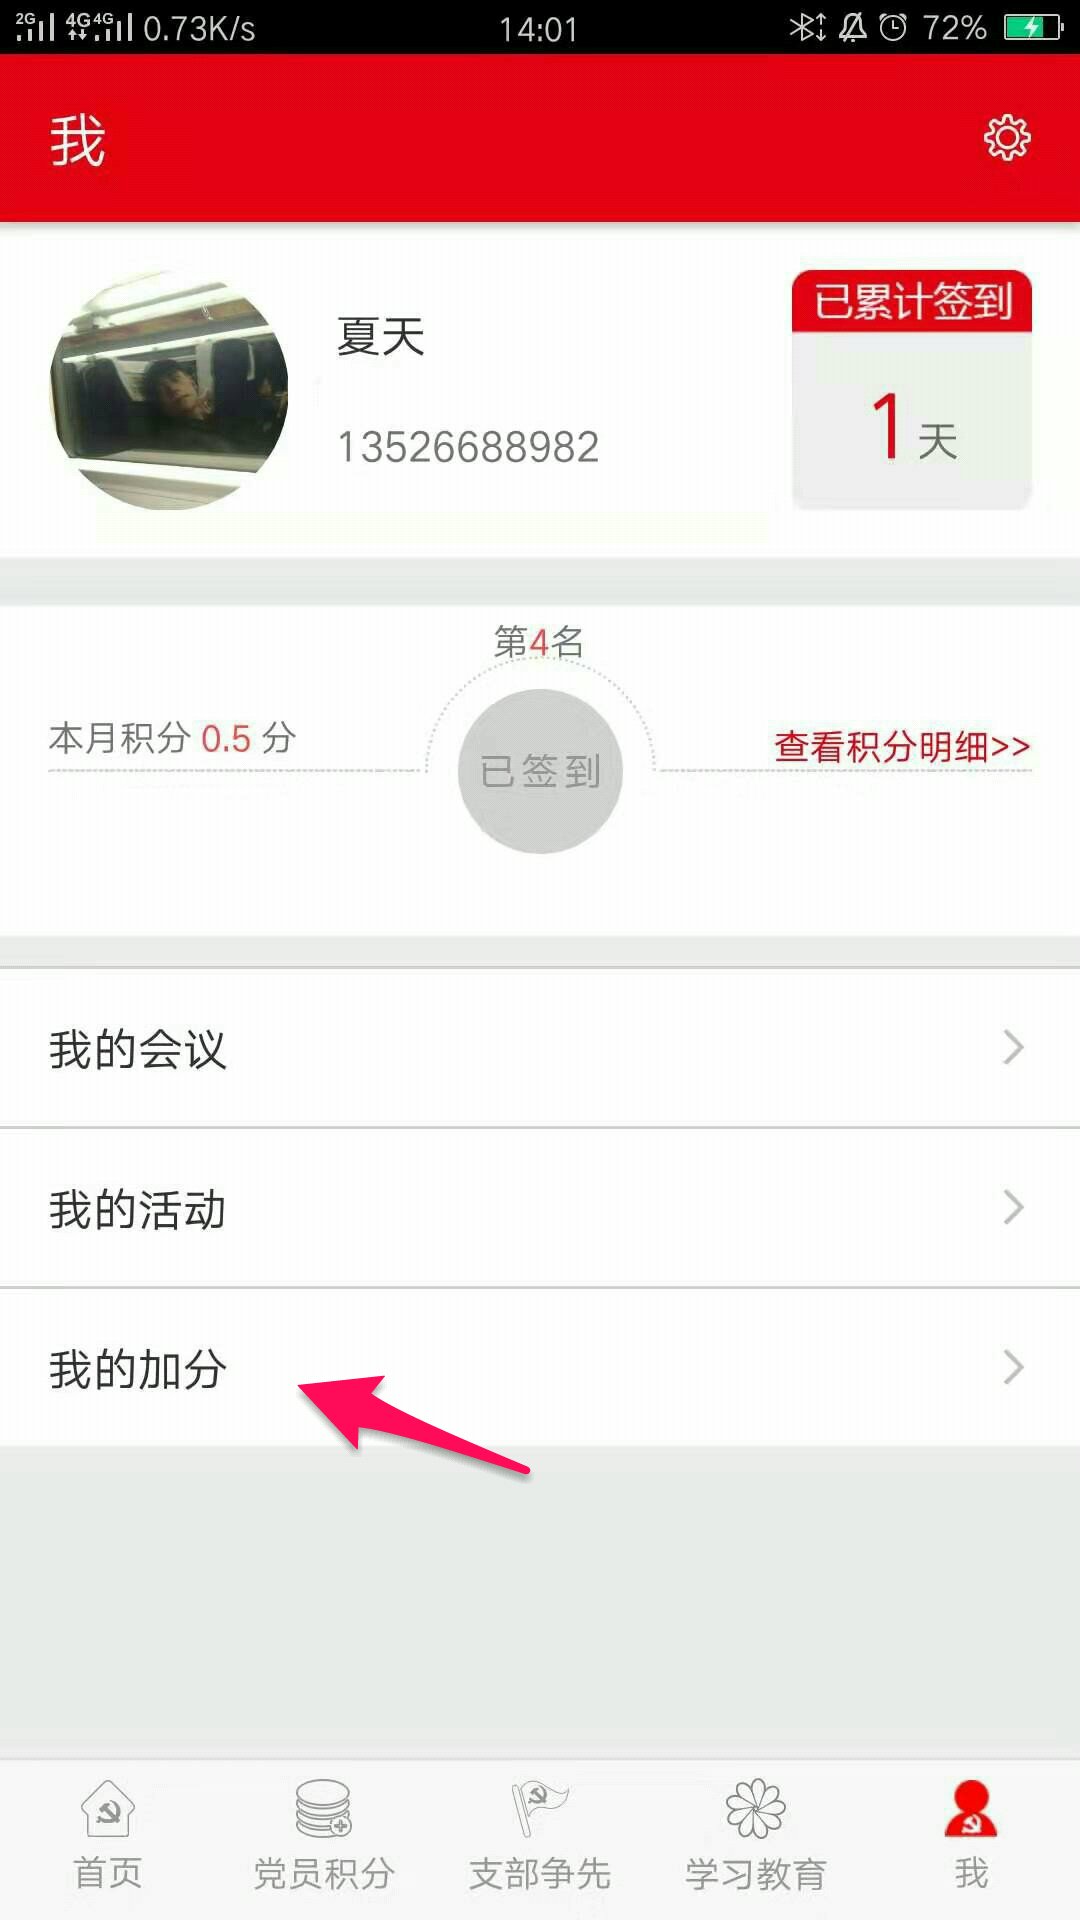 2G 4G 4G 0.73K/s 14:01 72%
我
夏天
13526688982
已累计签到
1天
第4名
本月积分 0.5 分
已签到
查看积分明细>>
我的会议
我的活动
我的加分
首页 党员积分 支部争先 学习教育 我